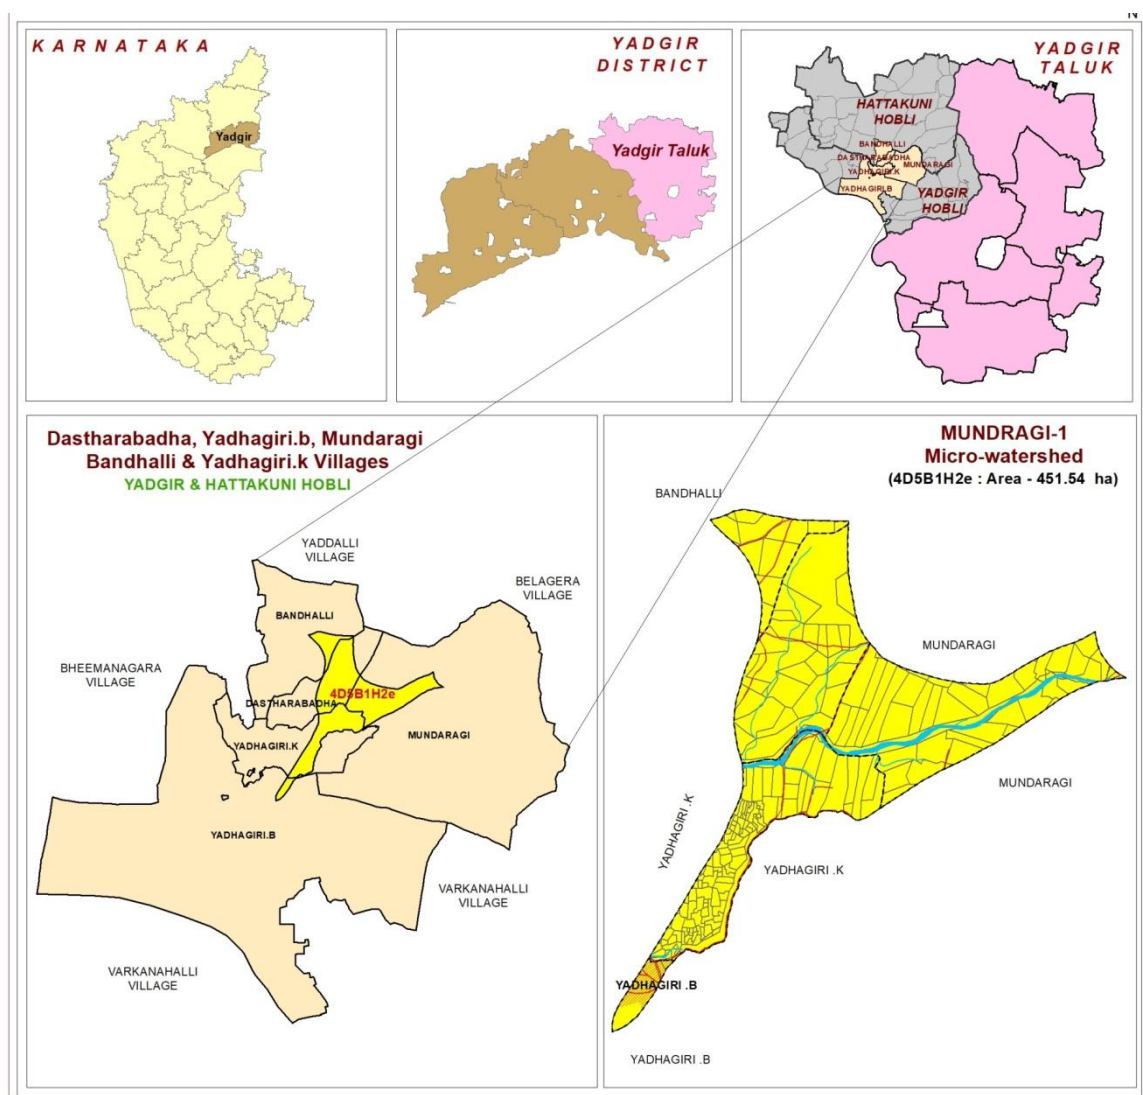 N
KARNATAKA
Yadgir
YADGIR
DISTRICT
Yadgir Taluk
YADGIR
TALUK
HATTAKUNI
HOBLI
BANDHALLI
DASTHARABADHA
MUNDARAGI
YADHAGIRI.K
YADHAGIRI.B
YADGIR
HOBLI
Dastharabadha, Yadhagiri.b, Mundaragi
Bandhalli & Yadhagiri.k Villages
YADGIR & HATTAKUNI HOBLI
YADDALLI
VILLAGE
BELAGERA
VILLAGE
BANDHALLI
BHEEMANAGARA
VILLAGE
4D5B1H2e
DASTHARABADHA
MUNDARAGI
YADHAGIRI.K
YADHAGIRI.B
VARKANAHALLI
VILLAGE
VARKANAHALLI
VILLAGE
MUNDRAGI-1
Micro-watershed
(4D5B1H2e : Area - 451.54 ha)
BANDHALLI
MUNDARAGI
MUNDARAGI
YADHAGIRI .K
YADHAGIRI .K
YADHAGIRI .B
YADHAGIRI .B